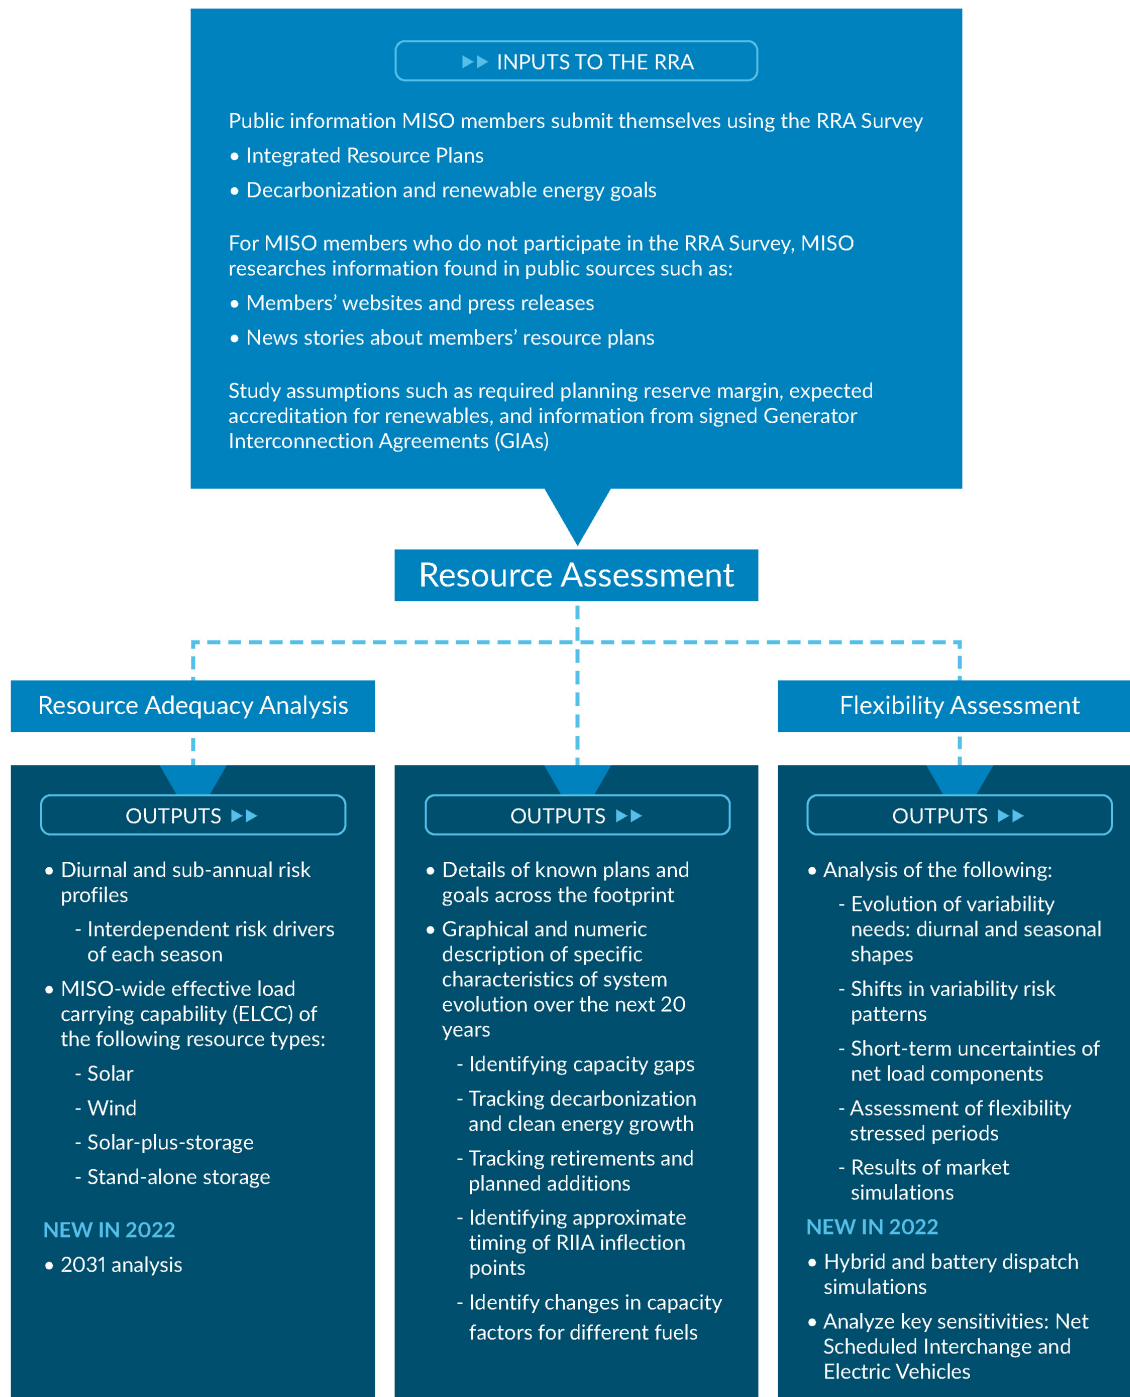 ▶▶ INPUTS TO THE RRA
Public information MISO members submit themselves using the RRA Survey
• Integrated Resource Plans
• Decarbonization and renewable energy goals
For MISO members who do not participate in the RRA Survey, MISO
researches information found in public sources such as:
• Members’ websites and press releases
• News stories about members’ resource plans
Study assumptions such as required planning reserve margin, expected
accreditation for renewables, and information from signed Generator
Interconnection Agreements (GIAs)
Resource Assessment
Resource Adequacy Analysis
OUTPUTS ▶▶
• Diurnal and sub-annual risk
profiles
- Interdependent risk drivers
of each season
• MISO-wide effective load
carrying capability (ELCC) of
the following resource types:
- Solar
- Wind
- Solar-plus-storage
- Stand-alone storage
NEW IN 2022
• 2031 analysis
OUTPUTS ▶▶
• Details of known plans and
goals across the footprint
• Graphical and numeric
description of specific
characteristics of system
evolution over the next 20
years
- Identifying capacity gaps
- Tracking decarbonization
and clean energy growth
- Tracking retirements and
planned additions
- Identifying approximate
timing of RIIA inflection
points
- Identify changes in capacity
factors for different fuels
Flexibility Assessment
OUTPUTS ▶▶
• Analysis of the following:
- Evolution of variability
needs: diurnal and seasonal
shapes
- Shifts in variability risk
patterns
- Short-term uncertainties of
net load components
- Assessment of flexibility
stressed periods
- Results of market
simulations
NEW IN 2022
• Hybrid and battery dispatch
simulations
• Analyze key sensitivities: Net
Scheduled Interchange and
Electric Vehicles